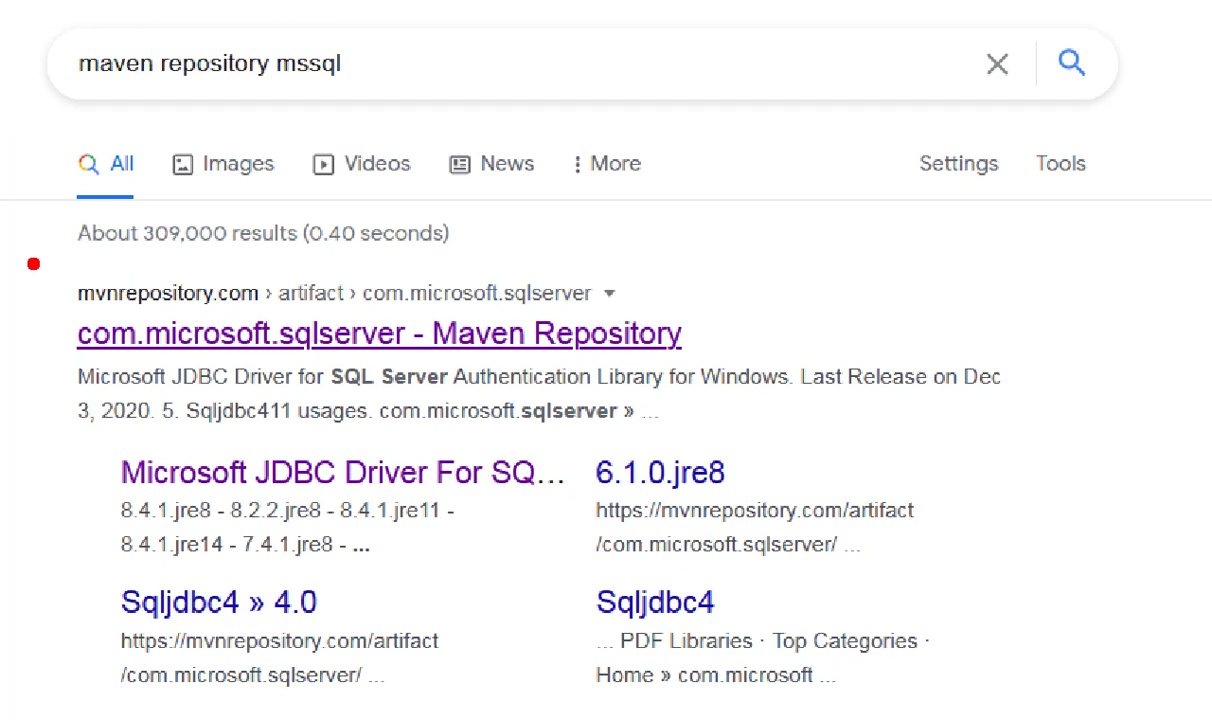 maven repository mssql
All Images Videos News More Settings Tools
About 309,000 results (0.40 seconds)
mvnrepository.com › artifact › com.microsoft.sqlserver
com.microsoft.sqlserver - Maven Repository
Microsoft JDBC Driver for SQL Server Authentication Library for Windows. Last Release on Dec
3, 2020. 5. Sqljdbc411 usages. com.microsoft.sqlserver » ...
Microsoft JDBC Driver For SQ...
8.4.1.jre8 - 8.2.2.jre8 - 8.4.1.jre11 -
8.4.1.jre14 - 7.4.1.jre8 - ...
6.1.0.jre8
https://mvnrepository.com/artifact
/com.microsoft.sqlserver/ ...
Sqljdbc4 » 4.0
https://mvnrepository.com/artifact
/com.microsoft.sqlserver/ ...
Sqljdbc4
... PDF Libraries · Top Categories ·
Home » com.microsoft ...